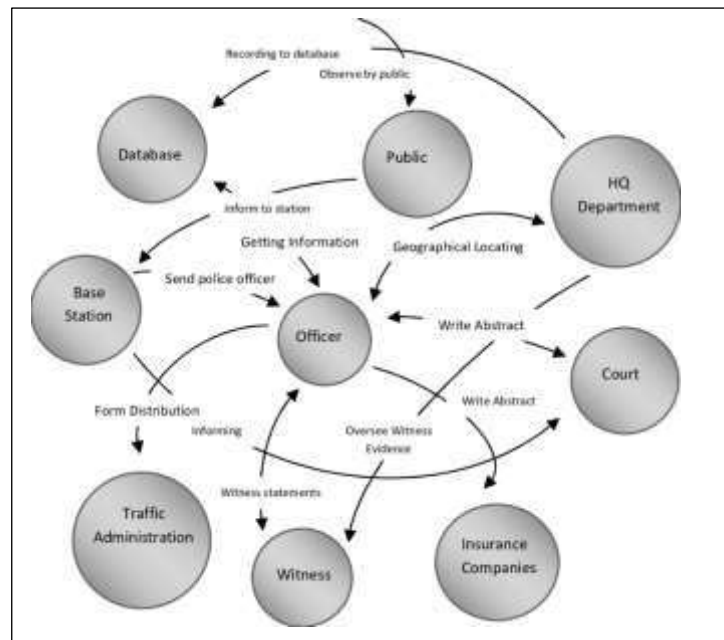 Recording to database
Observe by public
Database
Public
HQ
Department
Inform to station
Getting Information
Geographical Locating
Base
Station
Send police officer
Officer
Write Abstract
Court
Form Distribution
Write Abstract
Informing
Oversee Witness
Evidence
Witness statements
Traffic
Administration
Witness
Insurance
Companies